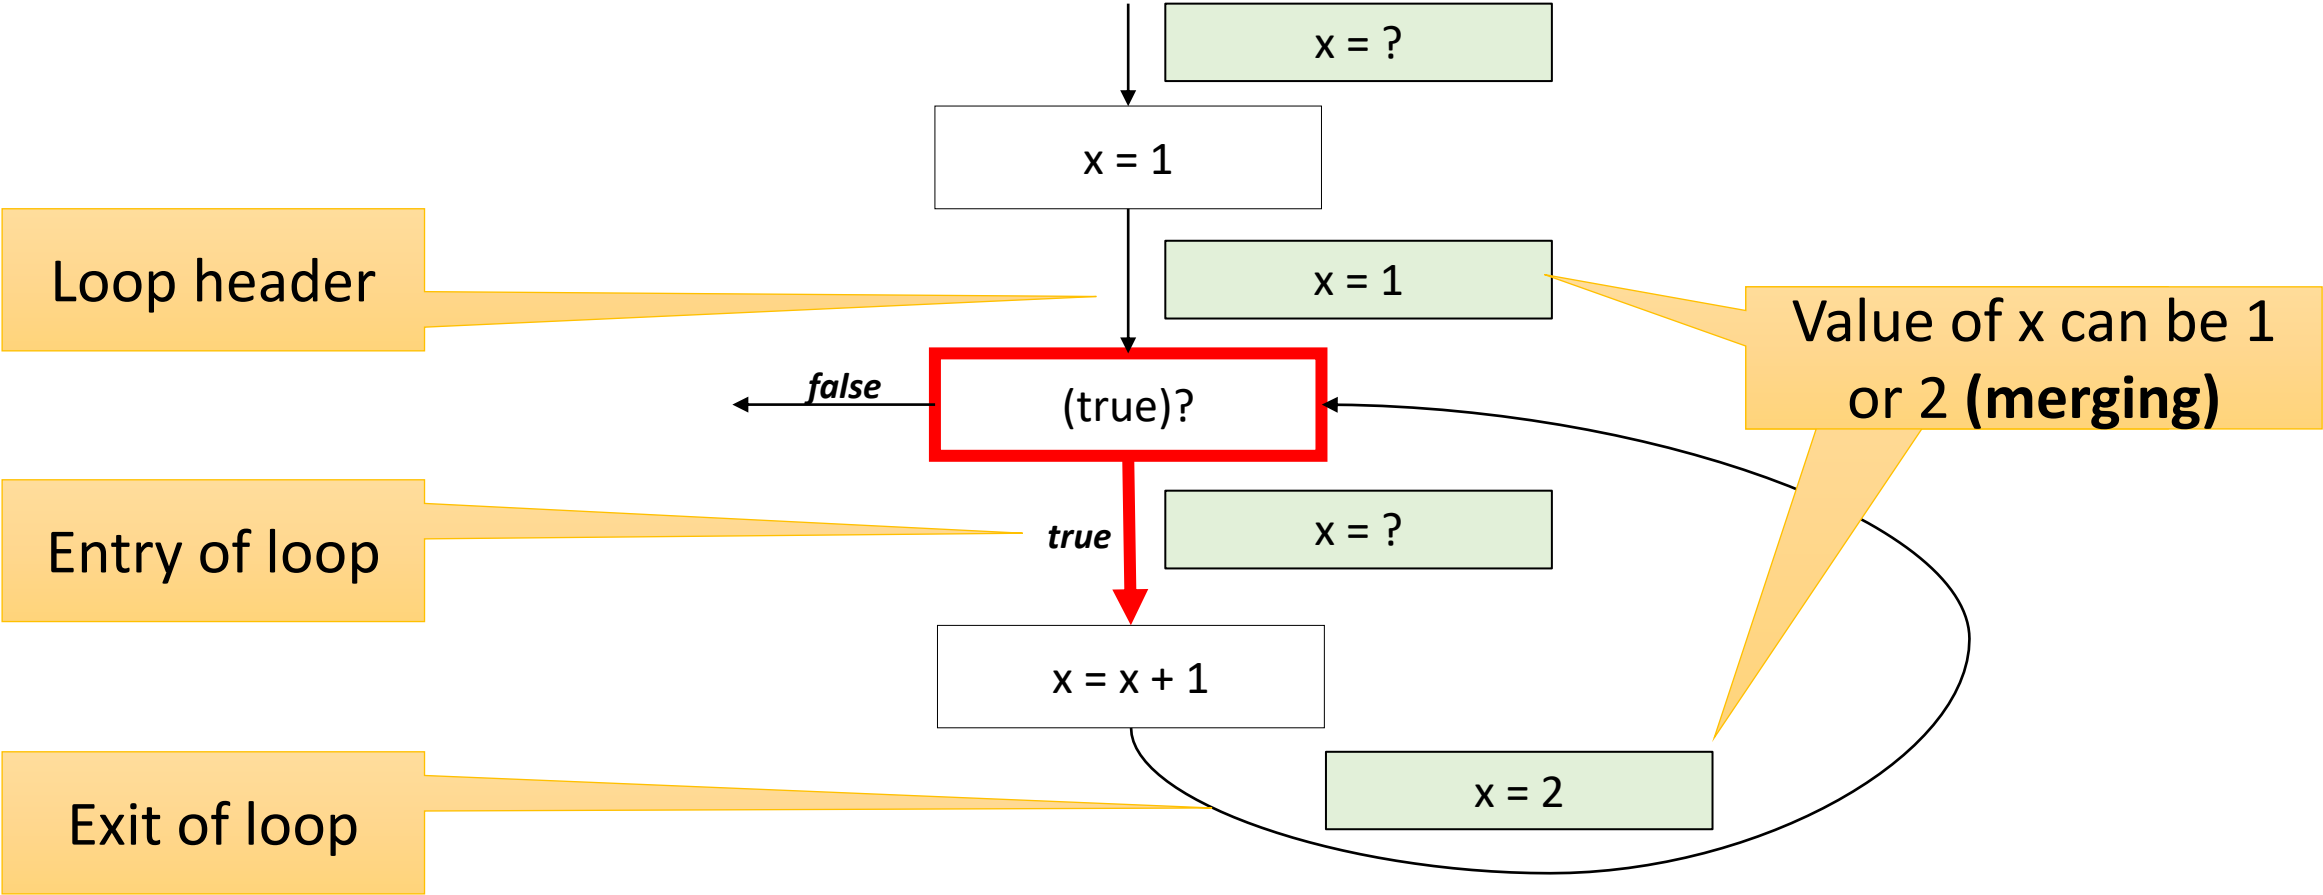 x = ?
x = 1
Loop header
x = 1
Value of x can be 1
or 2 (merging)
false
(true)?
Entry of loop
true
x = ?
x = x + 1
Exit of loop
x = 2